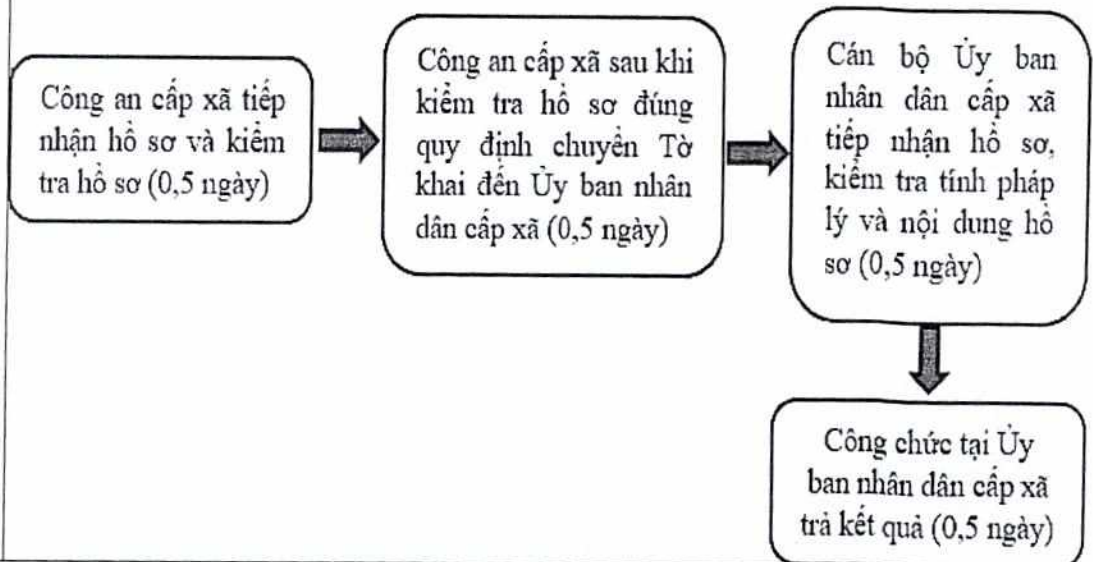 Công an cấp xã tiếp
nhận hồ sơ và kiểm
tra hồ sơ (0,5 ngày)
Công an cấp xã sau khi
kiểm tra hồ sơ đúng
quy định chuyển Tờ
khai đến Ủy ban nhân
dân cấp xã (0,5 ngày)
Cán bộ Ủy ban
nhân dân cấp xã
tiếp nhận hồ sơ,
kiểm tra tính pháp
lý và nội dung hồ
sơ (0,5 ngày)
Công chức tại Ủy
ban nhân dân cấp xã
trả kết quả (0,5 ngày)